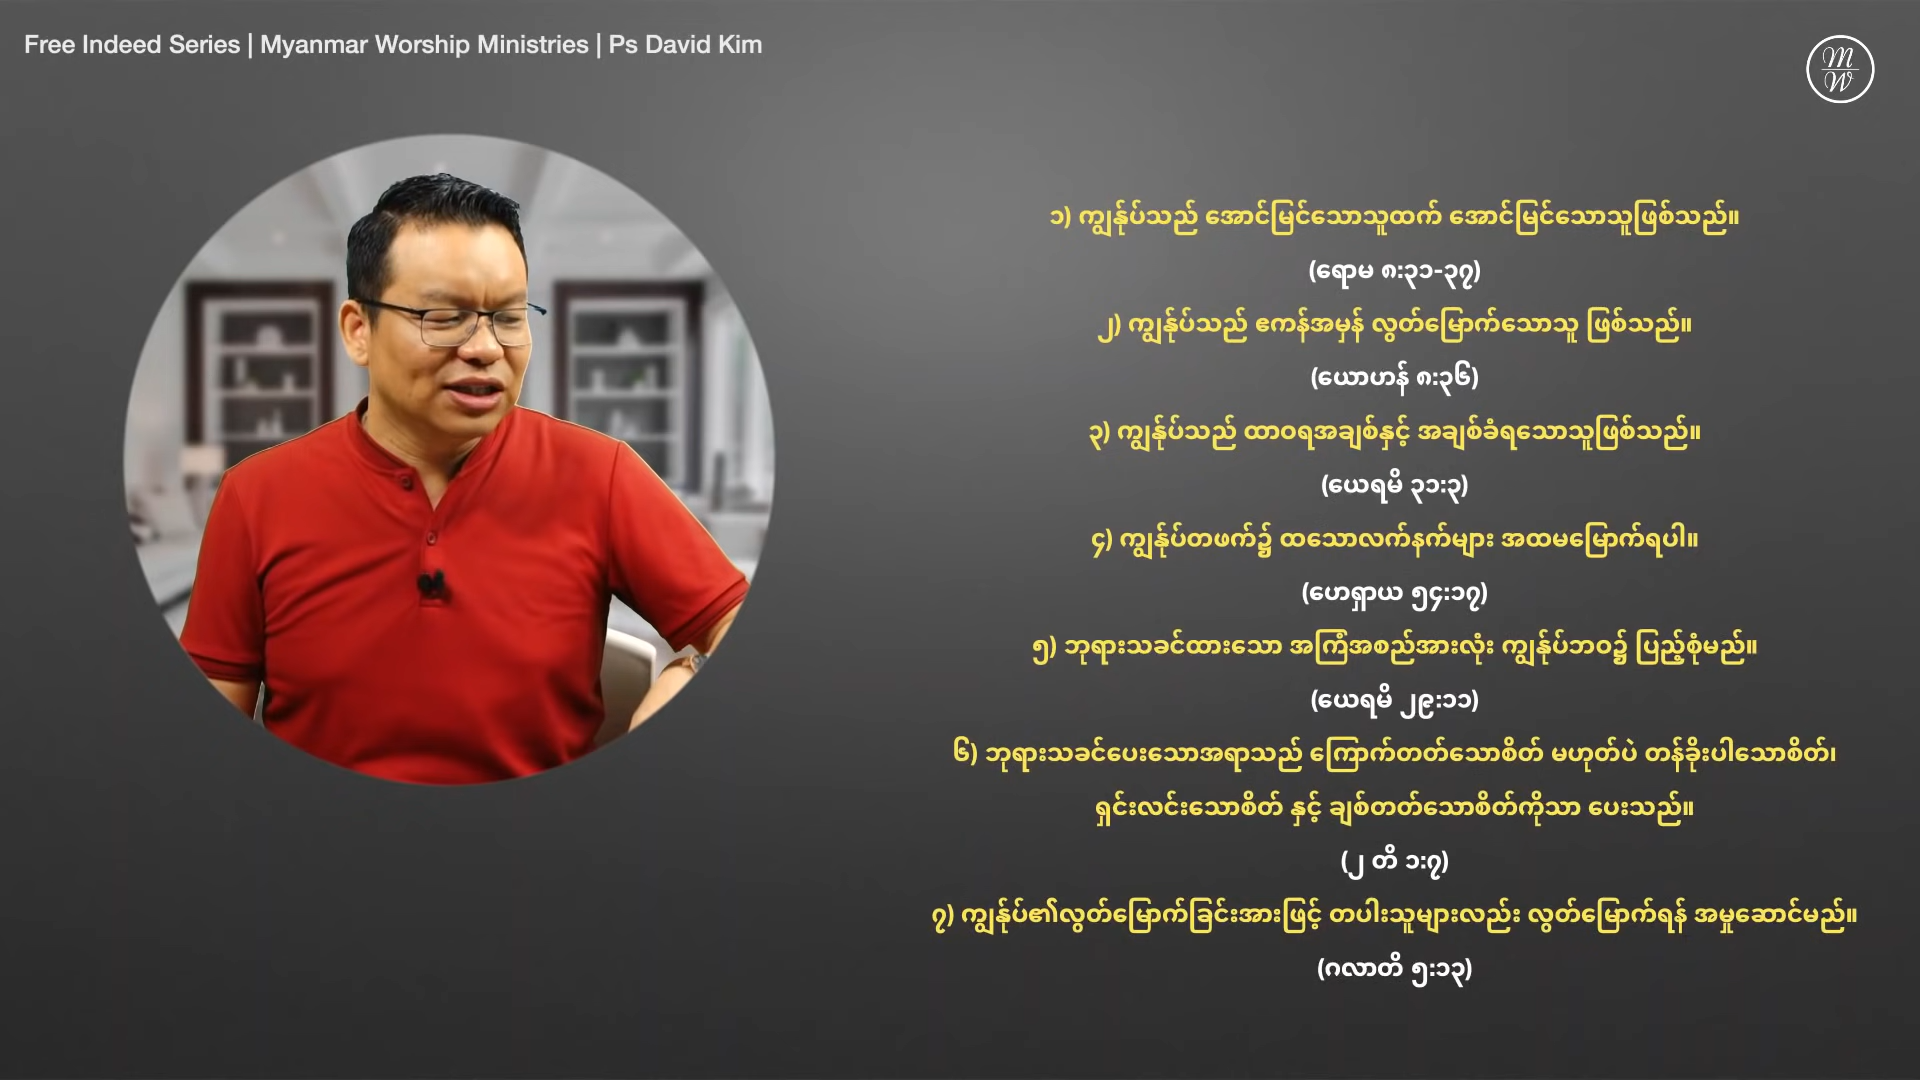 Free Indeed Series | Myanmar Worship Ministries | Ps David Kim
MW
၁) ကျွန်ုပ်သည် အောင်မြင်သောသူထက် အောင်မြင်သောသူဖြစ်သည်။
(ရောမ ၈:၃၁-၃၇)
၂) ကျွန်ုပ်သည် ဧကန်အမှန် လွတ်မြောက်သောသူ ဖြစ်သည်။
(ယောဟန် ၈:၃၆)
၃) ကျွန်ုပ်သည် ထာဝရအချစ်နှင့် အချစ်ခံရသောသူဖြစ်သည်။
(ယေရမိ ၃၁:၃)
၄) ကျွန်ုပ်တဖက်၌ ထသောလက်နက်များ အထမမြောက်ရပါ။
(ဟေရှာယ ၅၄:၁၇)
၅) ဘုရားသခင်ထားသော အကြံအစည်အားလုံး ကျွန်ုပ်ဘဝ၌ ပြည့်စုံမည်။
(ယေရမိ ၂၉:၁၁)
၆) ဘုရားသခင်ပေးသောအရာသည် ကြောက်တတ်သောစိတ် မဟုတ်ပဲ တန်ခိုးပါသောစိတ်၊
ရှင်းလင်းသောစိတ် နှင့် ချစ်တတ်သောစိတ်ကိုသာ ပေးသည်။
(၂ တိ ၁:၇)
၇) ကျွန်ုပ်၏လွတ်မြောက်ခြင်းအားဖြင့် တပါးသူများလည်း လွတ်မြောက်ရန် အမှုဆောင်မည်။
(ဂလာတိ ၅:၁၃)